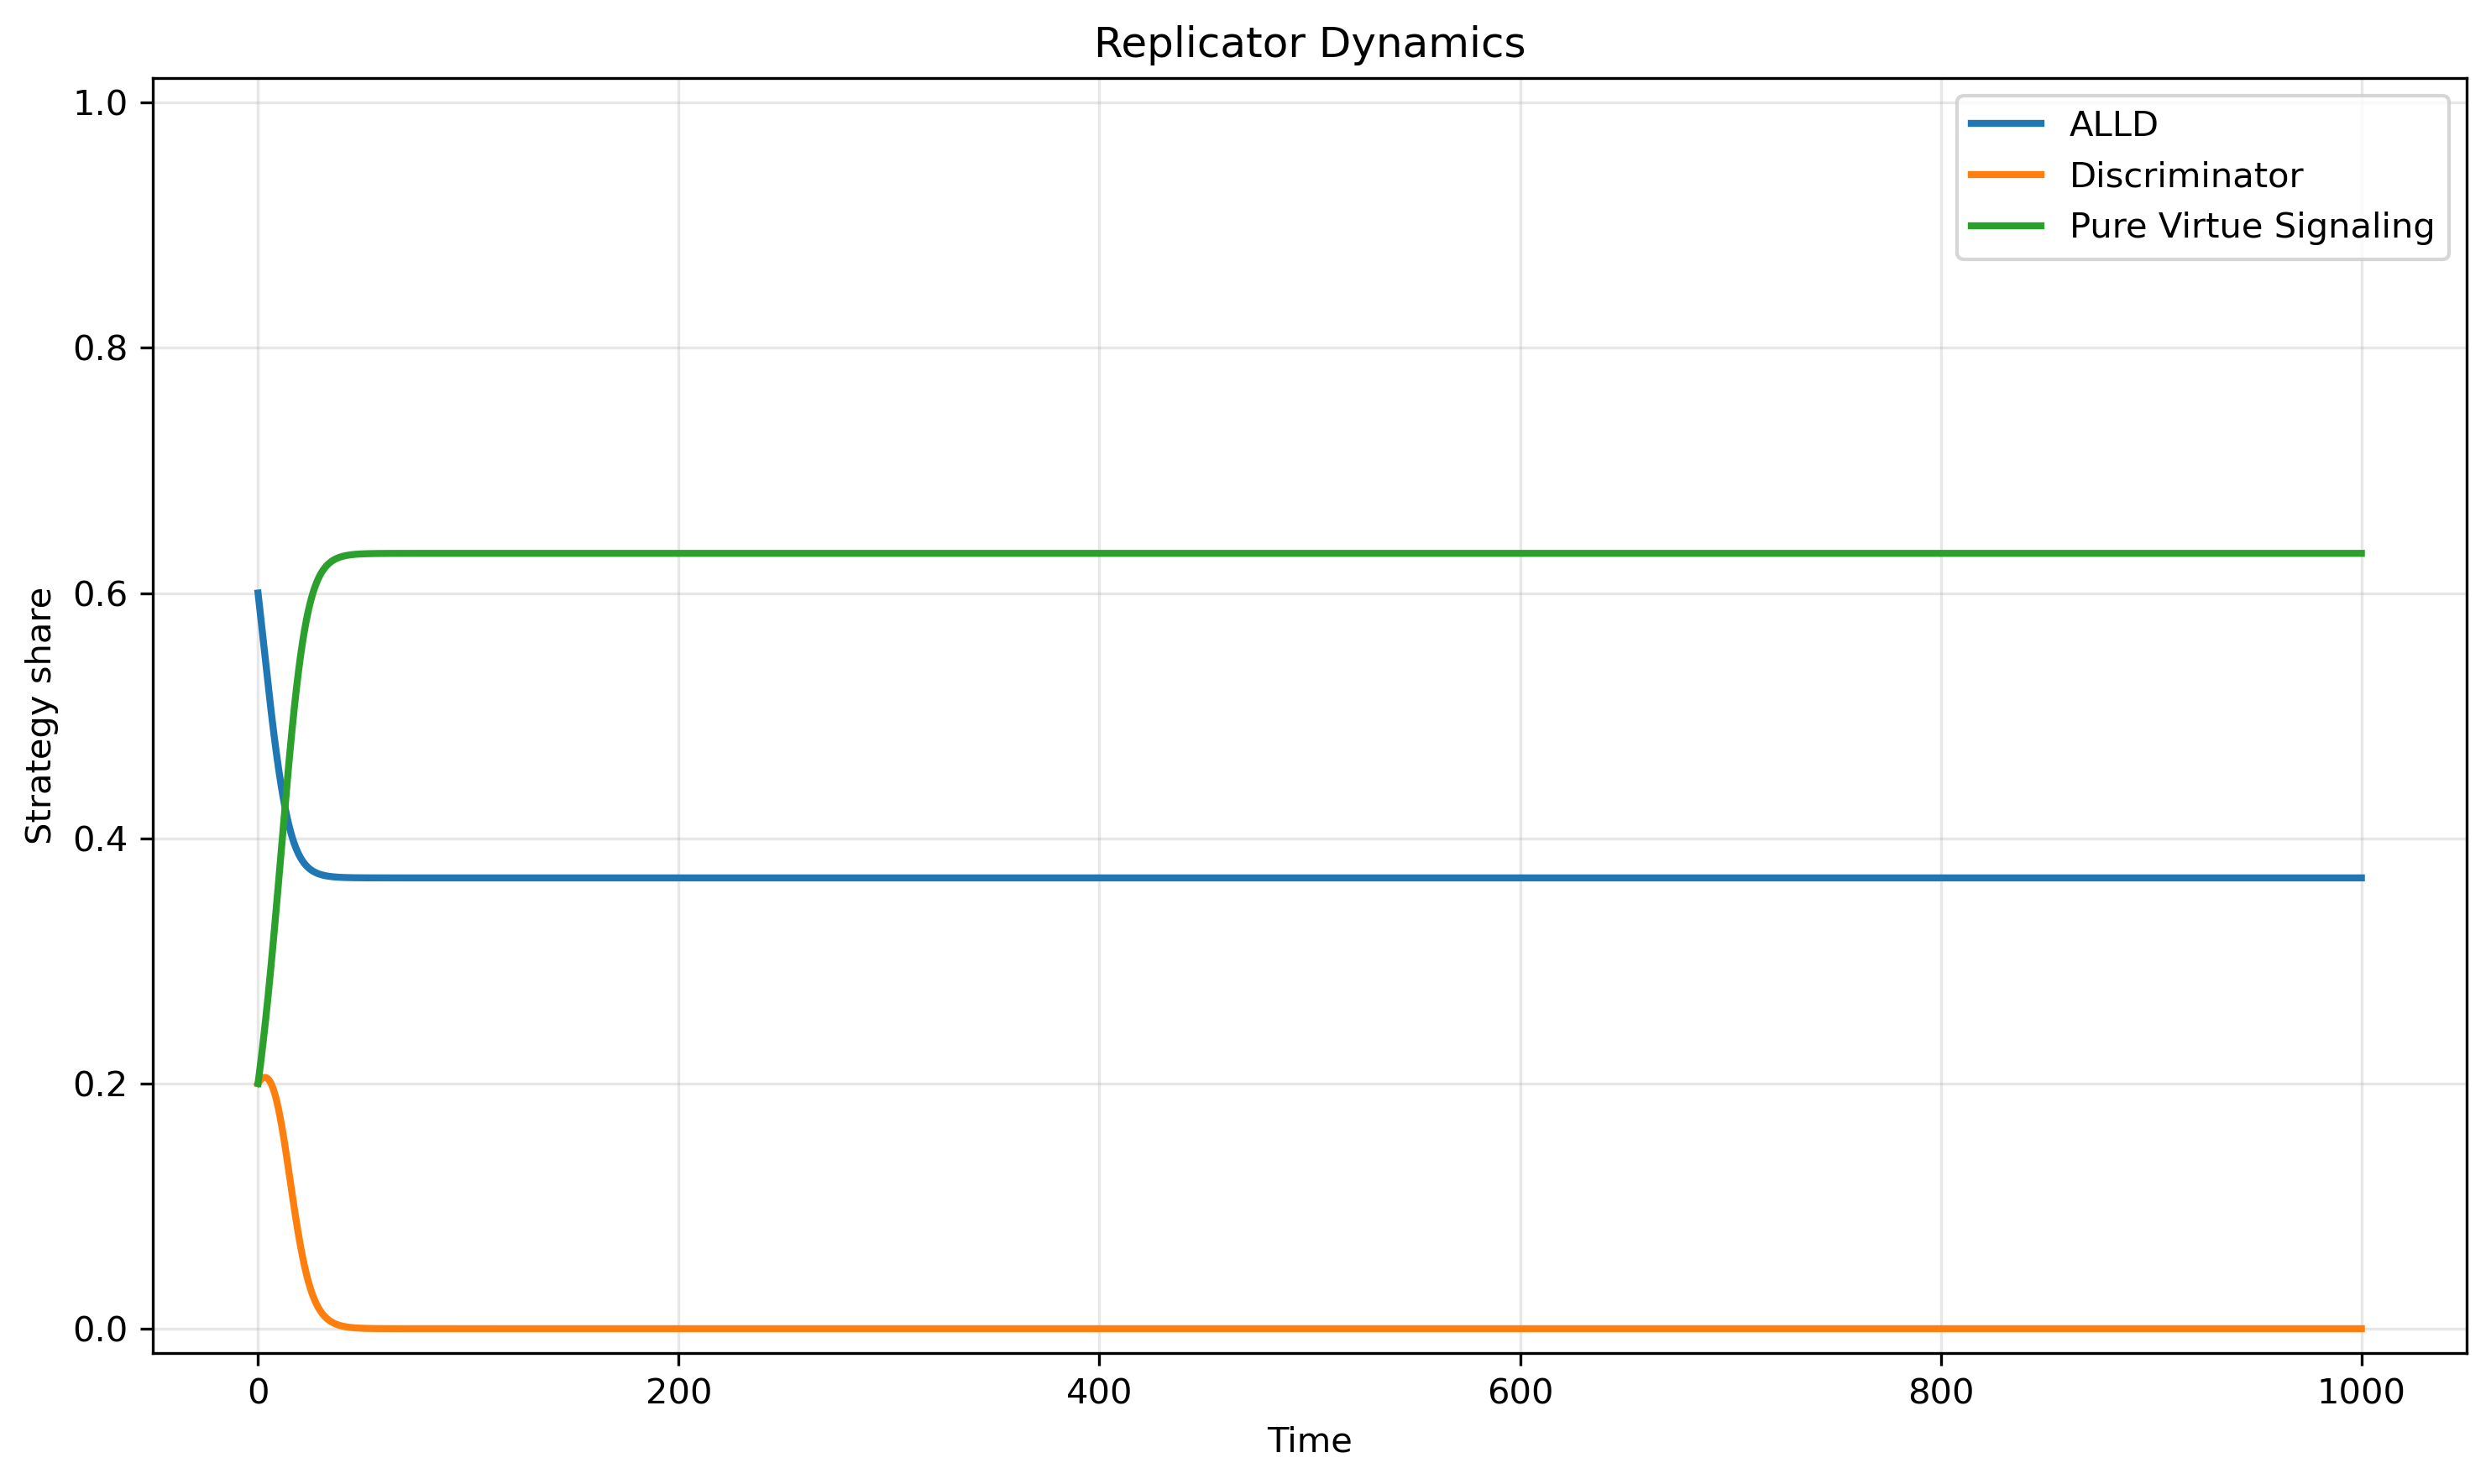 Replicator Dynamics
1.0
0.8
0.6
0.4
0.2
0.0
Strategy share
ALLD
Discriminator
Pure Virtue Signaling
0 200 400 600 800 1000
Time